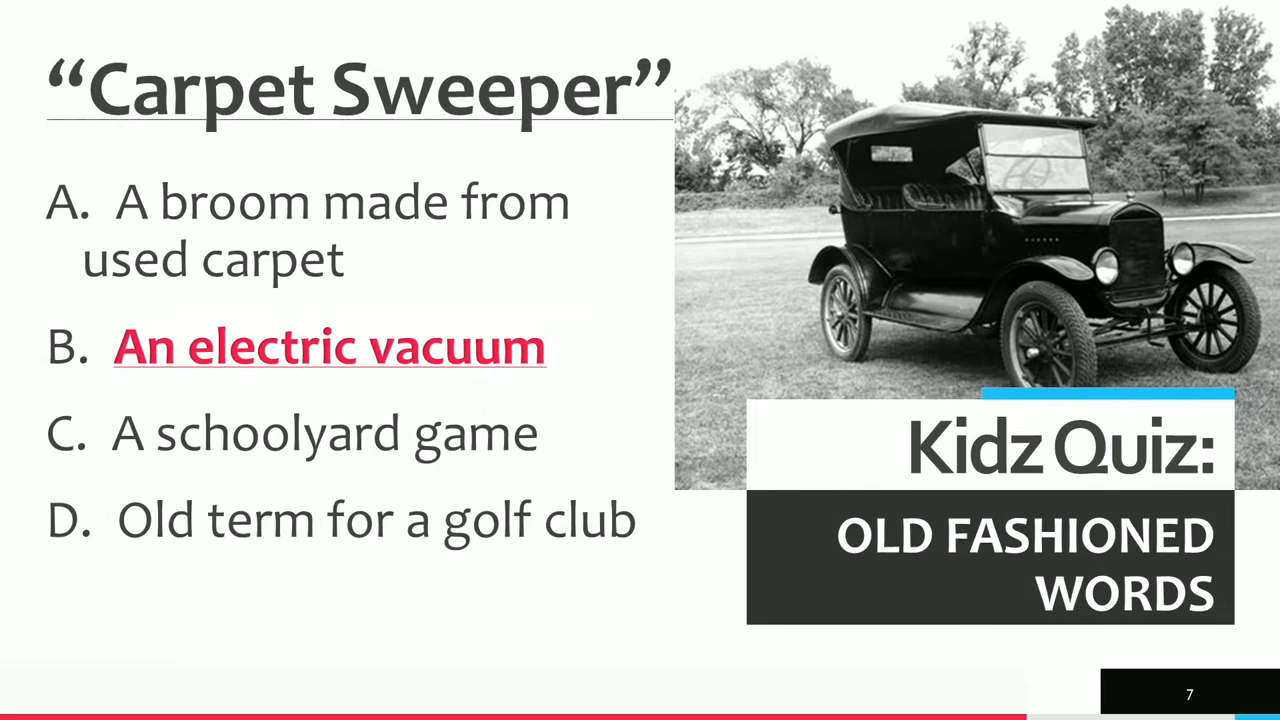 “Carpet Sweeper”
A. A broom made from
used carpet
B. An electric vacuum
C. A schoolyard game
D. Old term for a golf club
Kidz Quiz:
OLD FASHIONED
WORDS
7